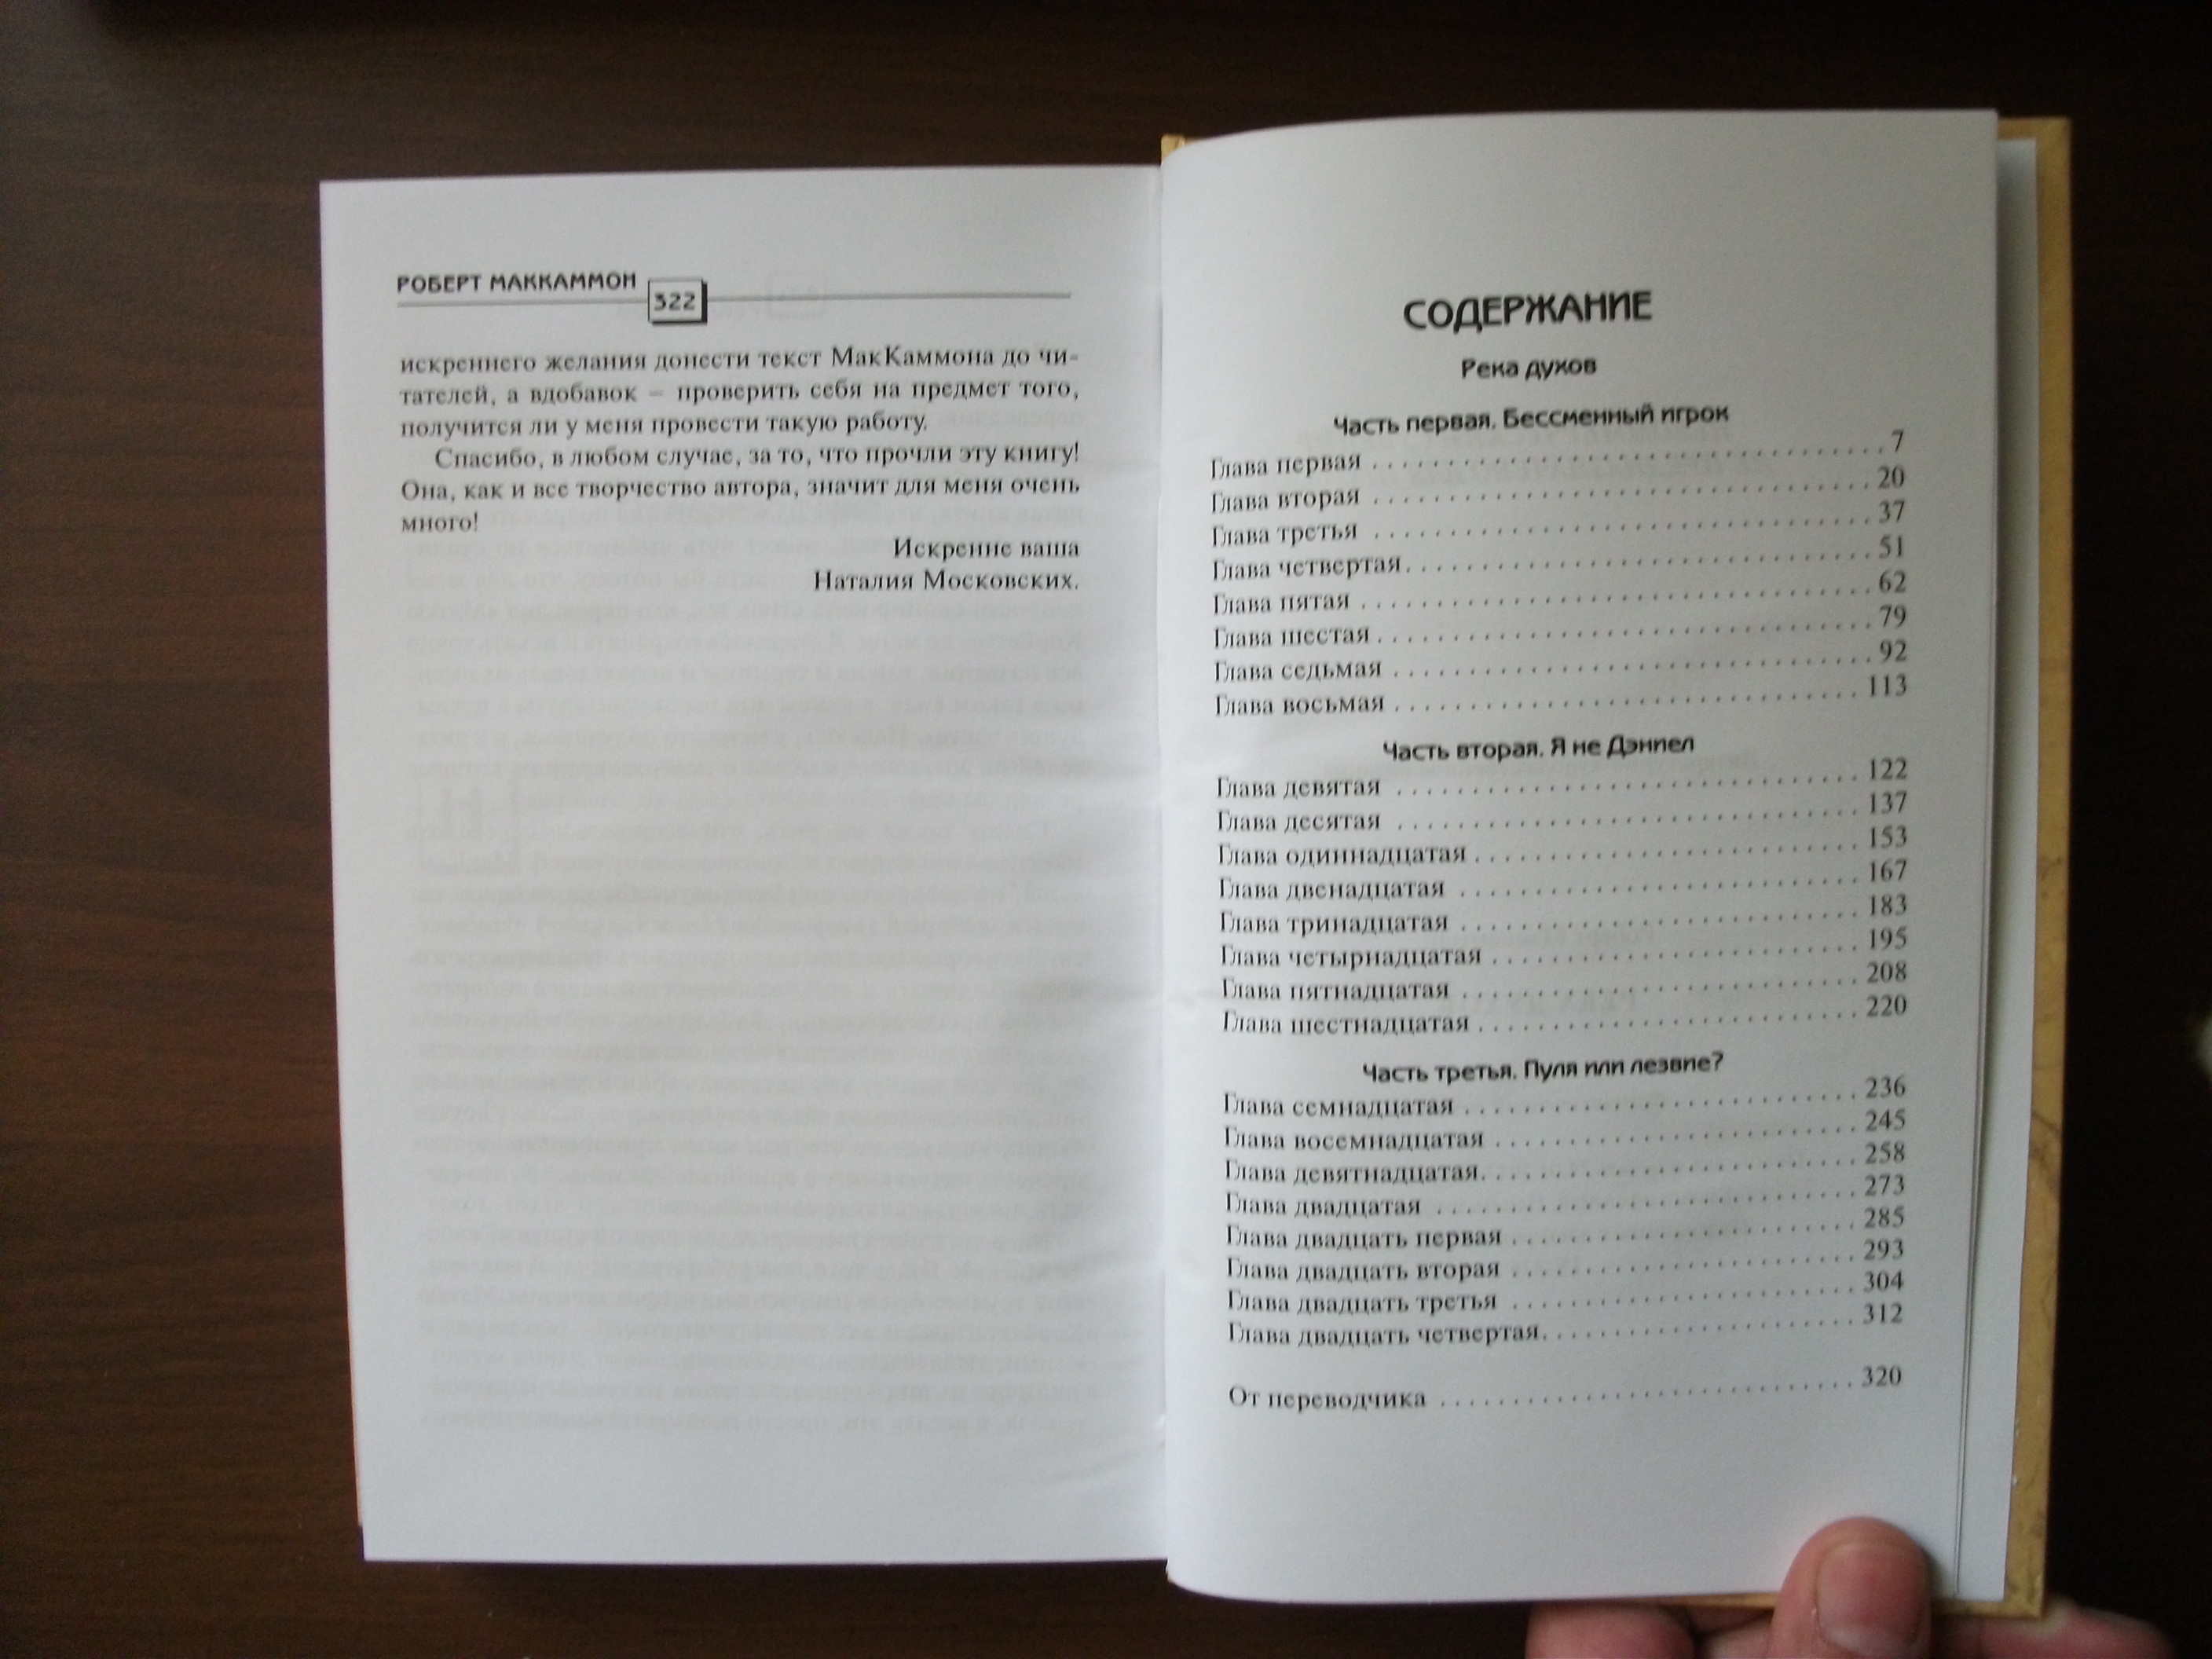 РОБЕРТ МАККАММОН 322
искреннего желания донести текст МакКаммона до чи-
тателей, а вдобавок – проверить себя на предмет того,
получится ли у меня провести такую работу.
Спасибо, в любом случае, за то, что прочли эту книгу!
Она, как и все творчество автора, значит для меня очень
много!
Искренне ваша
Наталия Московских.
СОДЕРЖАНИЕ
Река духов
Часть первая. Бессменный игрок
Глава первая . . . . . . . . . . . . . . . . . . . . . . . . . . . . . . . . . . 7
Глава вторая . . . . . . . . . . . . . . . . . . . . . . . . . . . . . . . . . 20
Глава третья . . . . . . . . . . . . . . . . . . . . . . . . . . . . . . . . . 37
Глава четвертая. . . . . . . . . . . . . . . . . . . . . . . . . . . . . . . 51
Глава пятая . . . . . . . . . . . . . . . . . . . . . . . . . . . . . . . . . . 62
Глава шестая . . . . . . . . . . . . . . . . . . . . . . . . . . . . . . . . . 79
Глава седьмая . . . . . . . . . . . . . . . . . . . . . . . . . . . . . . . . 92
Глава восьмая . . . . . . . . . . . . . . . . . . . . . . . . . . . . . . . 113
Часть вторая. Я не Дэниел
Глава девятая . . . . . . . . . . . . . . . . . . . . . . . . . . . . . . . 122
Глава десятая . . . . . . . . . . . . . . . . . . . . . . . . . . . . . . . 137
Глава одиннадцатая . . . . . . . . . . . . . . . . . . . . . . . . . . 153
Глава двенадцатая . . . . . . . . . . . . . . . . . . . . . . . . . . . 167
Глава тринадцатая . . . . . . . . . . . . . . . . . . . . . . . . . . . 183
Глава четырнадцатая . . . . . . . . . . . . . . . . . . . . . . . . . 195
Глава пятнадцатая . . . . . . . . . . . . . . . . . . . . . . . . . . . 208
Глава шестнадцатая . . . . . . . . . . . . . . . . . . . . . . . . . . 220
Часть третья. Пуля или лезвие?
Глава семнадцатая . . . . . . . . . . . . . . . . . . . . . . . . . . . 236
Глава восемнадцатая . . . . . . . . . . . . . . . . . . . . . . . . . 245
Глава девятнадцатая. . . . . . . . . . . . . . . . . . . . . . . . . . 258
Глава двадцатая . . . . . . . . . . . . . . . . . . . . . . . . . . . . . 273
Глава двадцать первая . . . . . . . . . . . . . . . . . . . . . . . . 285
Глава двадцать вторая . . . . . . . . . . . . . . . . . . . . . . . . 293
Глава двадцать третья . . . . . . . . . . . . . . . . . . . . . . . . 304
Глава двадцать четвертая. . . . . . . . . . . . . . . . . . . . . . 312
От переводчика . . . . . . . . . . . . . . . . . . . . . . . . . . . . . 320